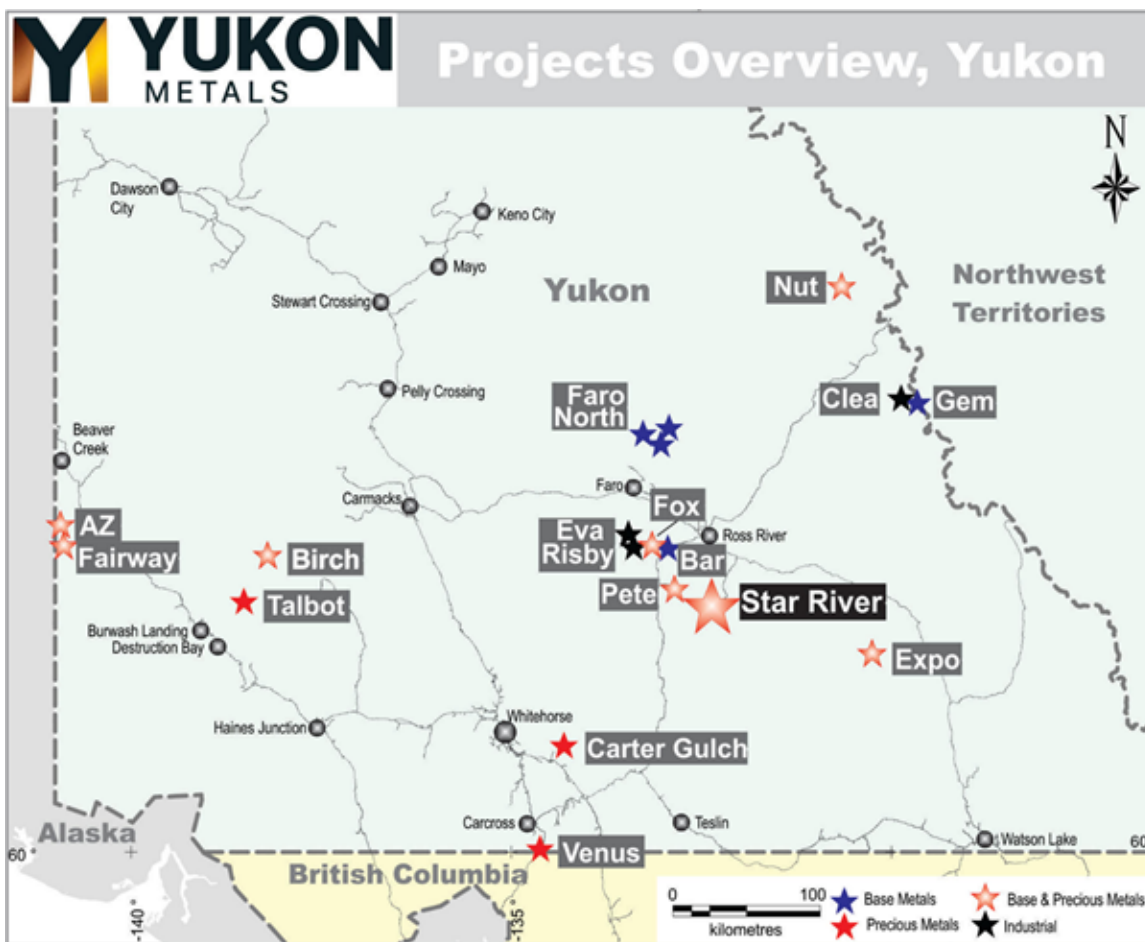 YUKON
METALS
Projects Overview, Yukon
N
Dawson
City
Keno City
Mayo
Stewart Crossing
Yukon
Nut
Northwest
Territories
Pelly Crossing
Clea
Gem
Faro
North
Beaver
Creek
Carmacks
Faro
Fox
AZ
Eva
Risby
Ross River
Fairway
Birch
Bar
Pete
Star River
Talbot
Burwash Landing
Destruction Bay
Expo
Haines Junction
Whitehorse
Carter Gulch
Carcross
Teslin
Alaska
Watson Lake
60°
Venus
60
British Columbia
-140°
-135°
0
100
kilometres
Base Metals
Base & Precious Metals
Precious Metals
Industrial